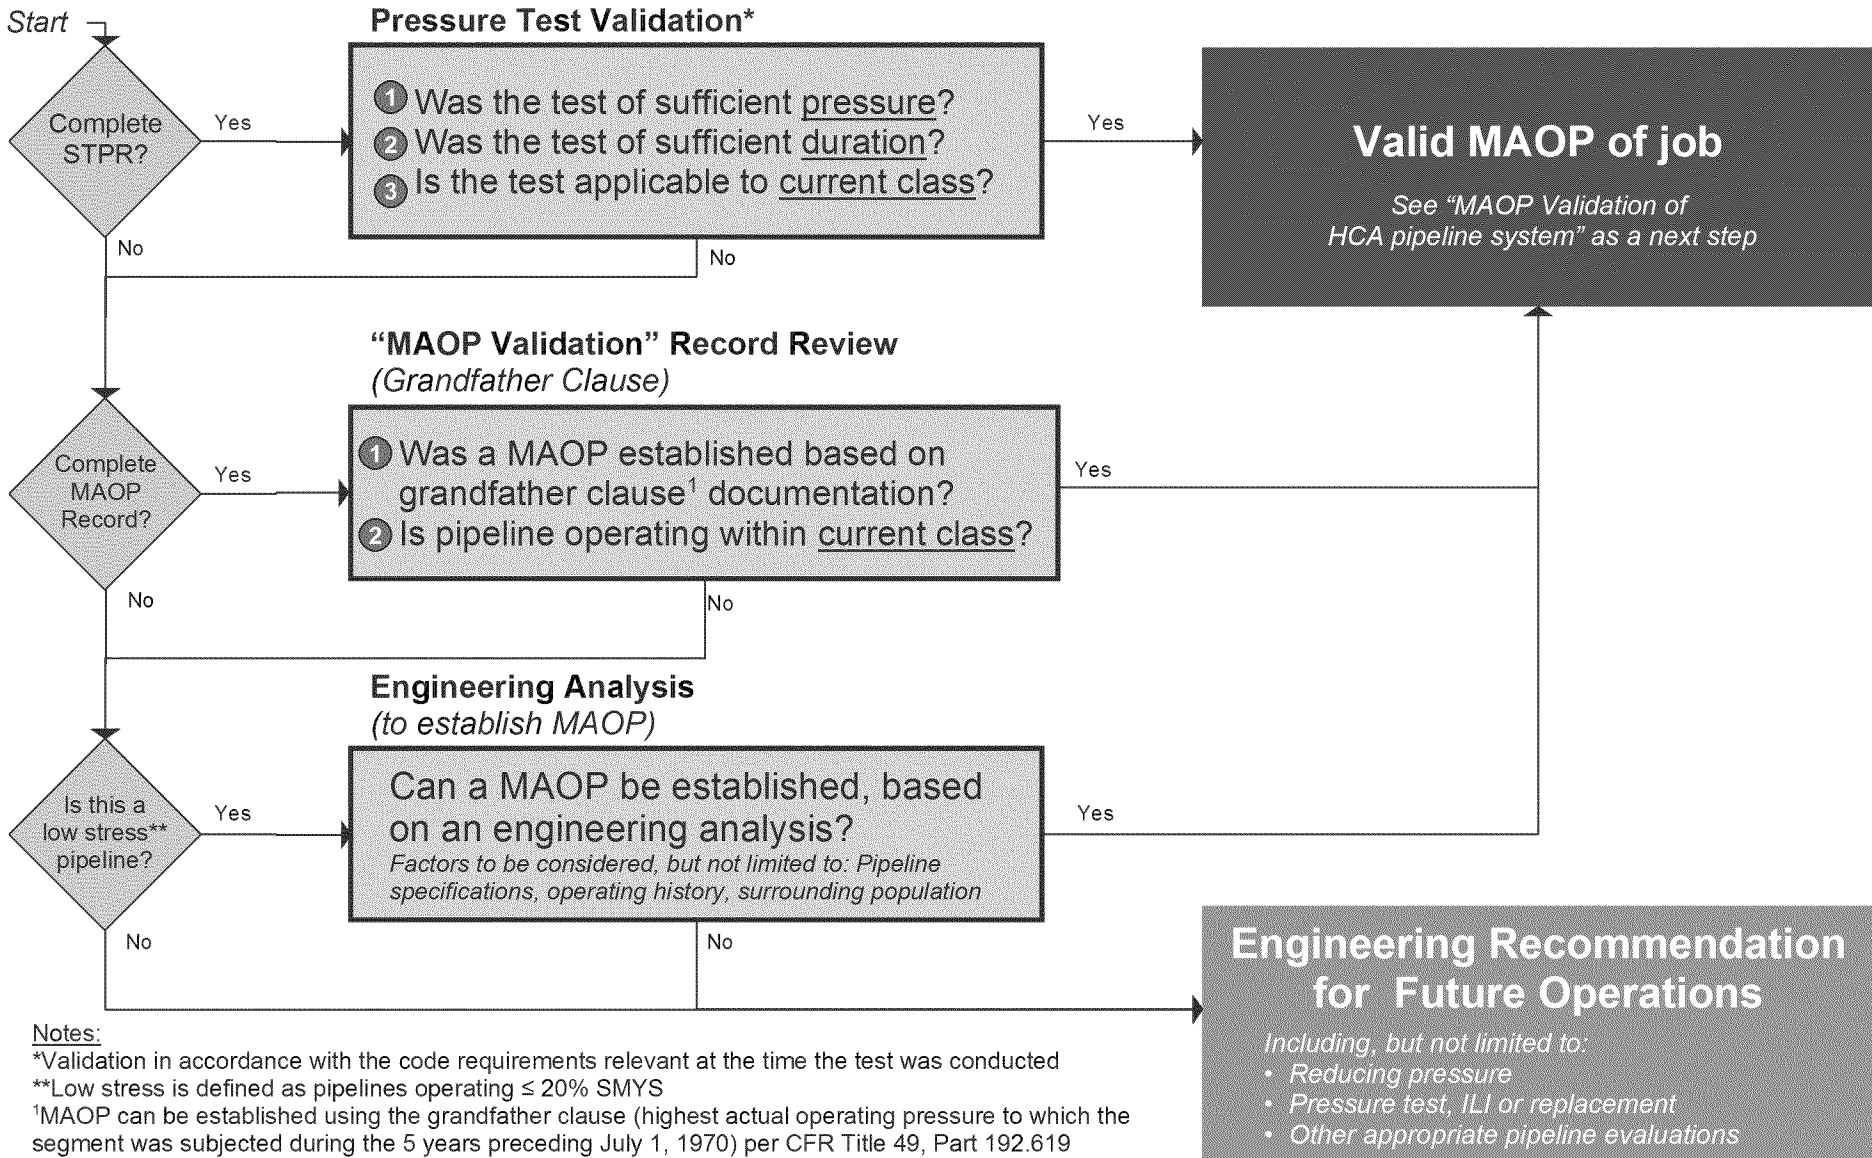 Start
Pressure Test Validation*
Complete
STPR?
Yes
1 Was the test of sufficient pressure?
2 Was the test of sufficient duration?
3 Is the test applicable to current class?
Yes
Valid MAOP of job
See “MAOP Validation of
HCA pipeline system” as a next step
No
No
“MAOP Validation” Record Review
(Grandfather Clause)
Complete
MAOP
Record?
Yes
1 Was a MAOP established based on
grandfather clause¹ documentation?
2 Is pipeline operating within current class?
Yes
No
No
Engineering Analysis
(to establish MAOP)
Is this a
low stress**
pipeline?
Yes
Can a MAOP be established, based
on an engineering analysis?
Factors to be considered, but not limited to: Pipeline
specifications, operating history, surrounding population
Yes
No
No
Engineering Recommendation
for Future Operations
Including, but not limited to:
• Reducing pressure
• Pressure test, ILI or replacement
• Other appropriate pipeline evaluations
Notes:
*Validation in accordance with the code requirements relevant at the time the test was conducted
**Low stress is defined as pipelines operating ≤ 20% SMYS
¹MAOP can be established using the grandfather clause (highest actual operating pressure to which the
segment was subjected during the 5 years preceding July 1, 1970) per CFR Title 49, Part 192.619